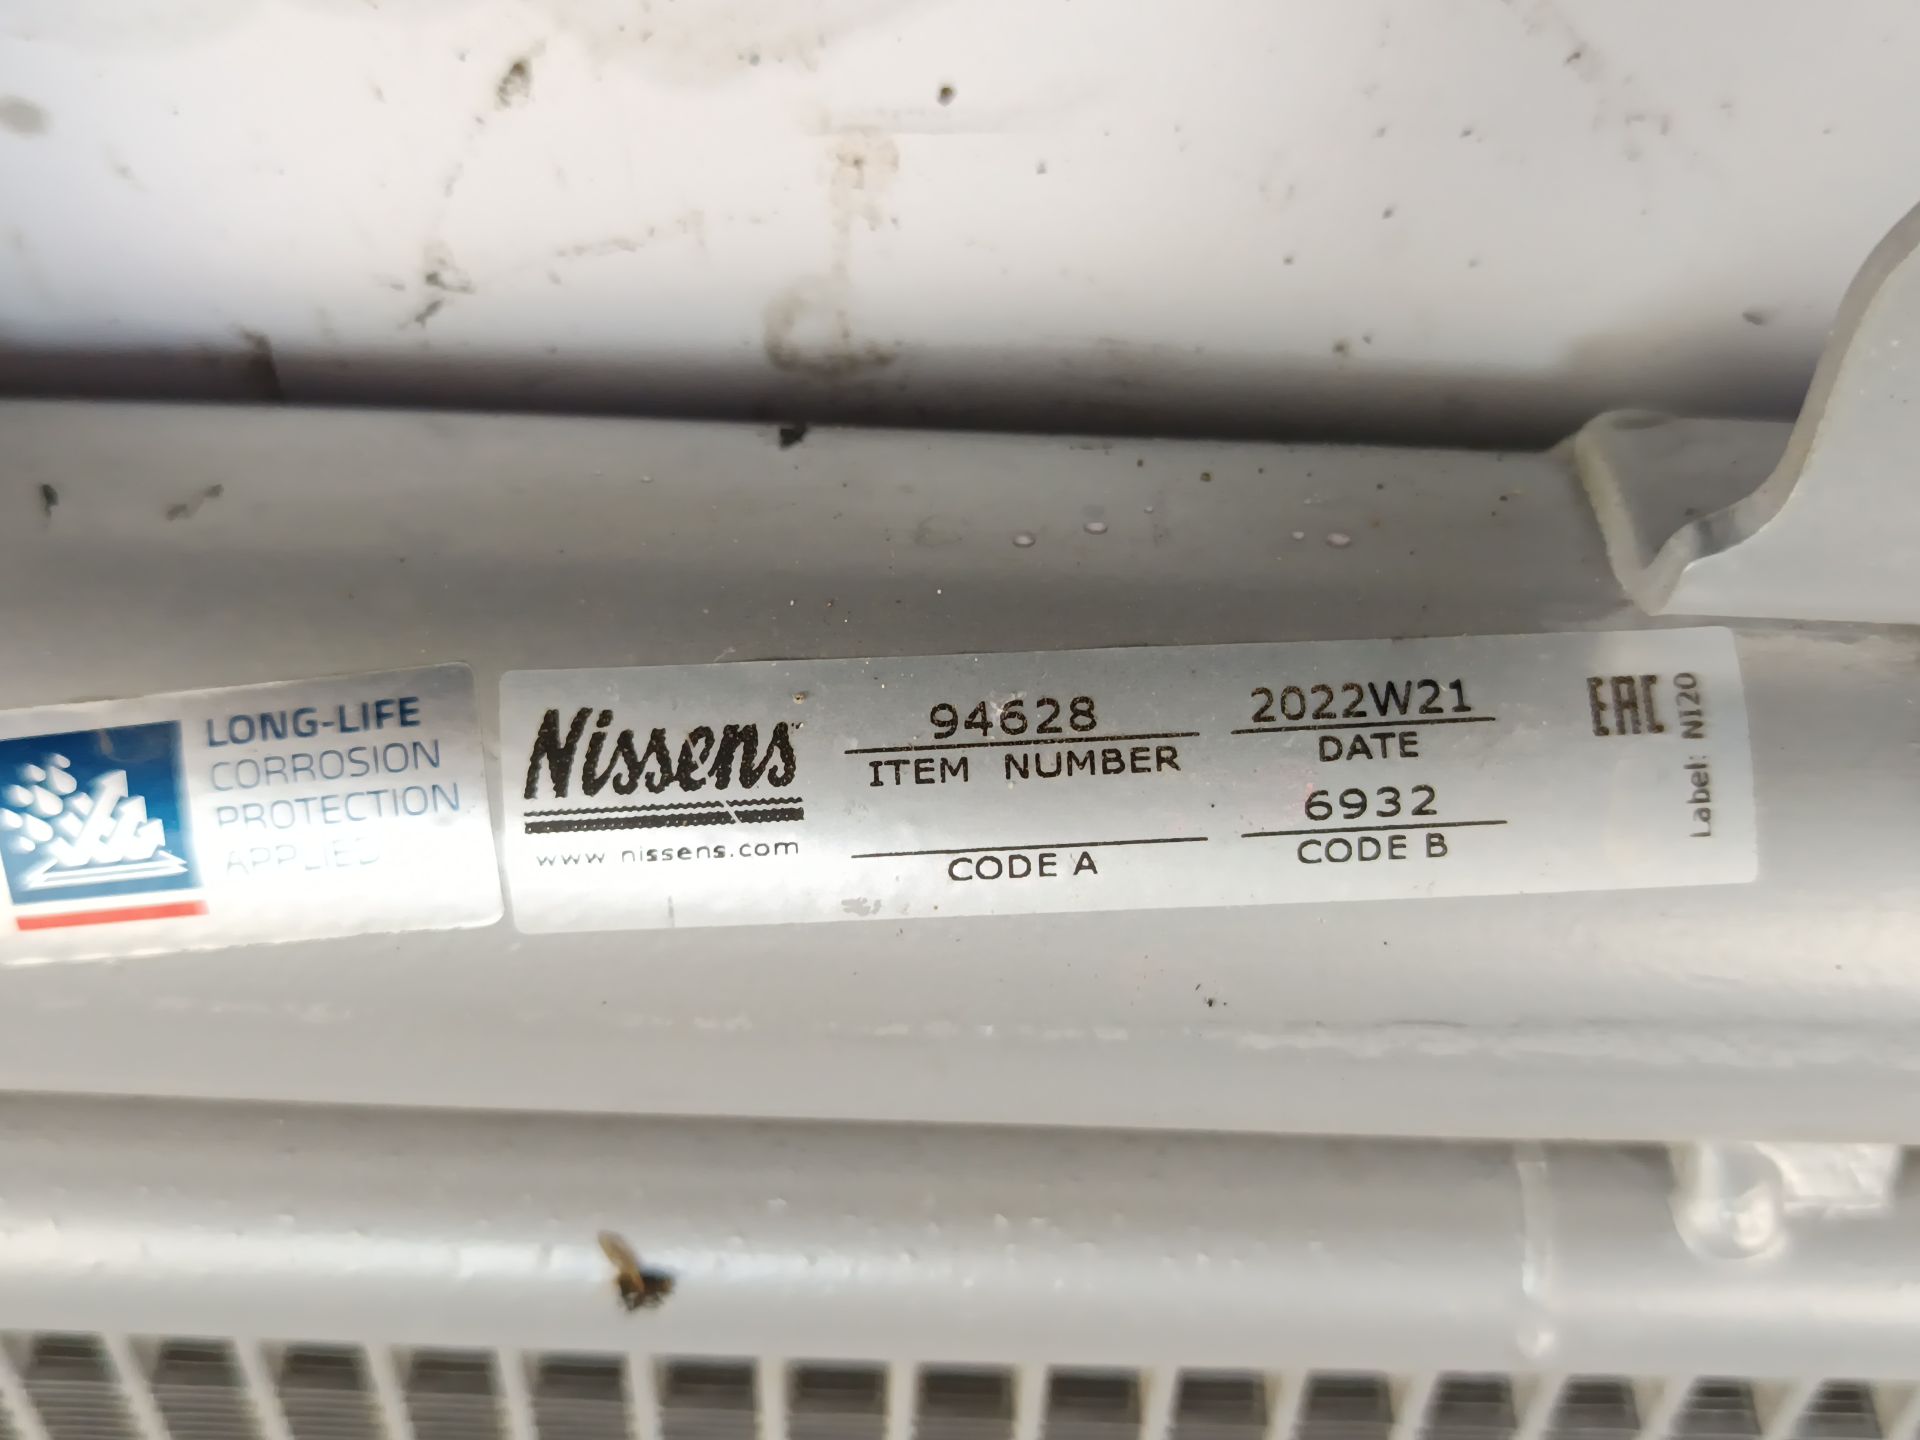 LONG-LIFE
CORROSION
PROTECTION
APPLIED
Nissens
www.nissens.com
94628
ITEM NUMBER
CODE A
2022W21
DATE
6932
CODE B
EAC
Label: NI20